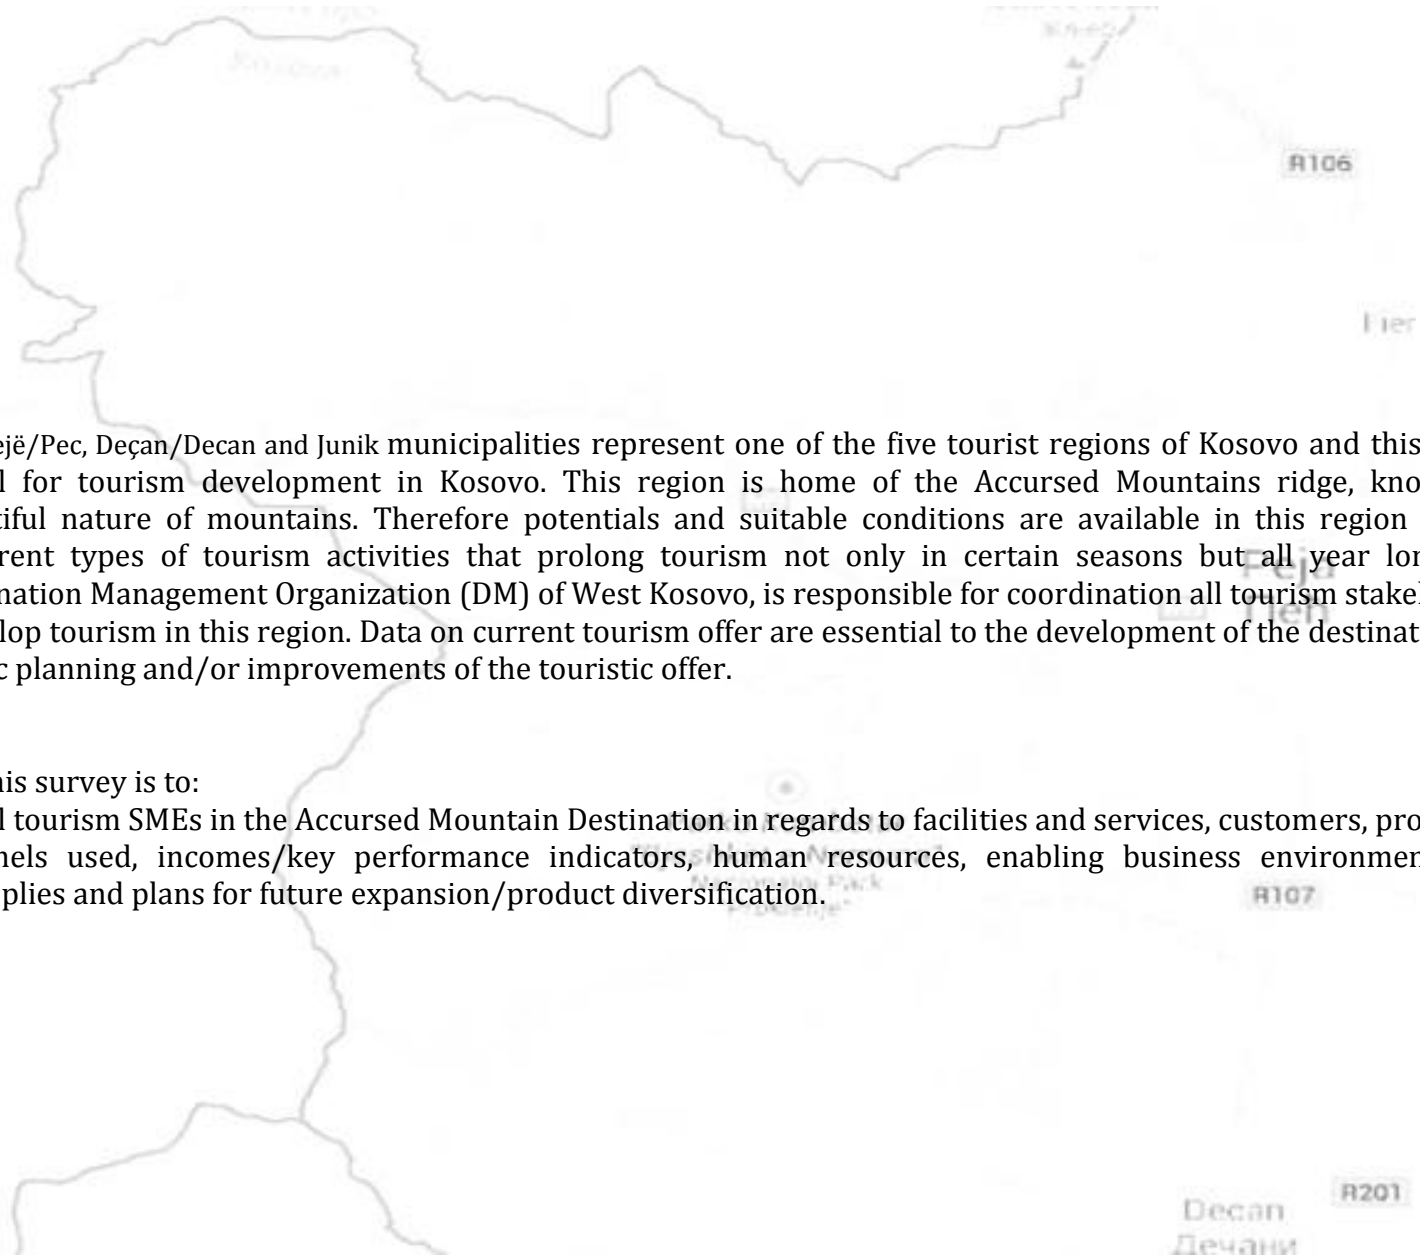 Kosova
R106
ejë/Pec, Deçan/Decan and Junik municipalities represent one of the five tourist regions of Kosovo and this
l for tourism development in Kosovo. This region is home of the Accursed Mountains ridge, kno
tiful nature of mountains. Therefore potentials and suitable conditions are available in this region
rent types of tourism activities that prolong tourism not only in certain seasons but all year lon
nation Management Organization (DM) of West Kosovo, is responsible for coordination all tourism stakel
lop tourism in this region. Data on current tourism offer are essential to the development of the destinat
c planning and/or improvements of the touristic offer.
Peja
Пећ
his survey is to:
l tourism SMEs in the Accursed Mountain Destination in regards to facilities and services, customers, pro
nels used, incomes/key performance indicators, human resources, enabling business environmen
plies and plans for future expansion/product diversification.
R107
R201
Decan
Дечани